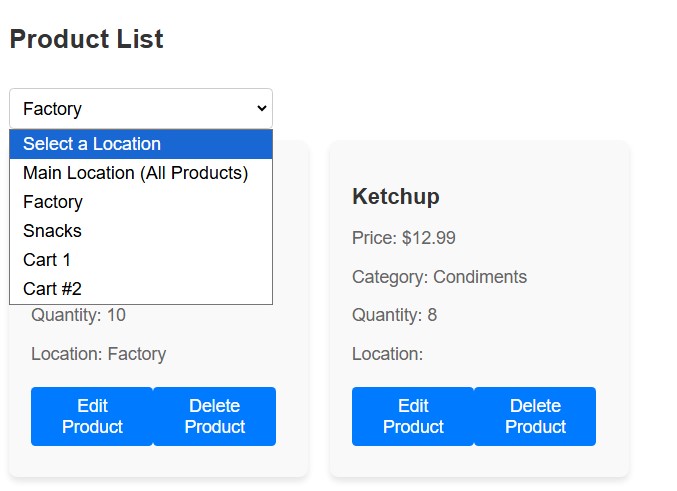 Product List
Factory
Select a Location
Main Location (All Products)
Factory
Snacks
Cart 1
Cart #2
Quantity: 10
Location: Factory
Edit
Product
Delete
Product
Ketchup
Price: $12.99
Category: Condiments
Quantity: 8
Location:
Edit
Product
Delete
Product